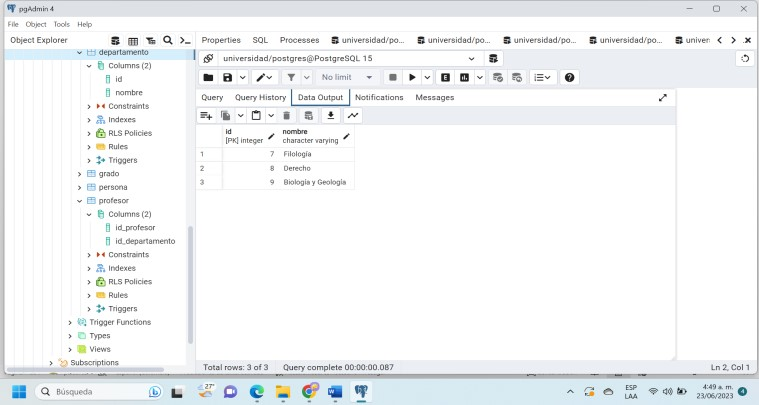 pgAdmin 4
File Object Tools Help
Object Explorer
Properties SQL Processes universidad/po... universidad/po... universidad/po... universidad/po... univer
departamento
Columns (2)
id
nombre
Constraints
Indexes
RLS Policies
Rules
Triggers
grado
persona
profesor
Columns (2)
id_profesor
id_departamento
Constraints
Indexes
RLS Policies
Rules
Triggers
Trigger Functions
Types
Views
Subscriptions
universidad/postgres@PostgreSQL 15
No limit
E
Query Query History Data Output Notifications Messages
id nombre
[PK] integer character varying
1 7 Filología
2 8 Derecho
3 9 Biología y Geología
Total rows: 3 of 3 Query complete 00:00:00.087 Ln 2, Col 1
Búsqueda 27° ESP 4:49 a. m.
LAA 23/06/2023 4